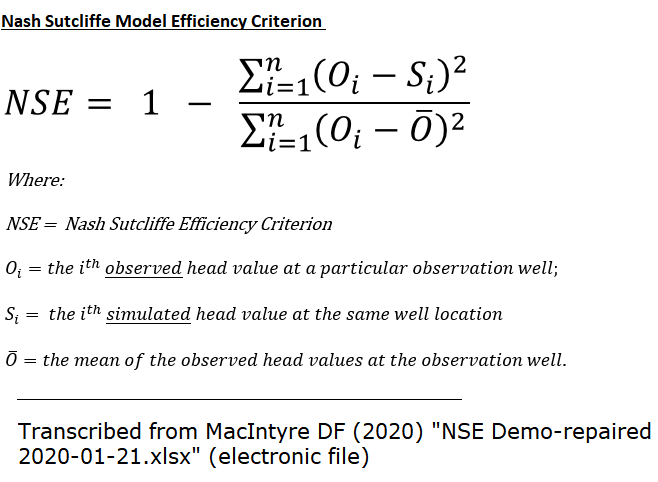 Nash Sutcliffe Model Efficiency Criterion
NSE = 1 − \frac{\sum_{i=1}^{n}(O_i − S_i)^2}{\sum_{i=1}^{n}(O_i − \bar{O})^2}
Where:
NSE = Nash Sutcliffe Efficiency Criterion
O_i = the i^{th} observed head value at a particular observation well;
S_i = the i^{th} simulated head value at the same well location
\bar{O} = the mean of the observed head values at the observation well.
Transcribed from MacIntyre DF (2020) "NSE Demo-repaired
2020-01-21.xlsx" (electronic file)